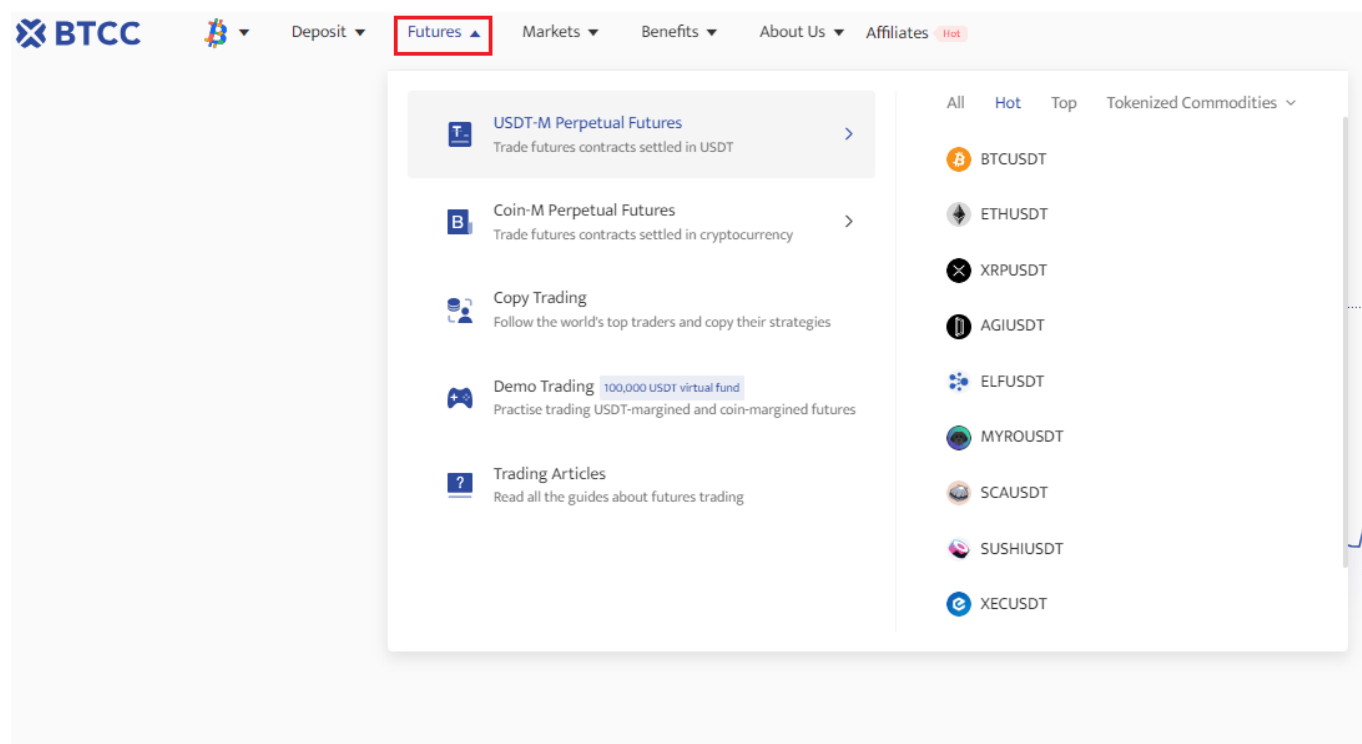 BTCC
Deposit
Futures
Markets
Benefits
About Us
Affiliates
Hot
USDT-M Perpetual Futures
Trade futures contracts settled in USDT
Coin-M Perpetual Futures
Trade futures contracts settled in cryptocurrency
Copy Trading
Follow the world's top traders and copy their strategies
Demo Trading 100,000 USDT virtual fund
Practise trading USDT-margined and coin-margined futures
Trading Articles
Read all the guides about futures trading
All Hot Top Tokenized Commodities
BTCUSDT
ETHUSDT
XRPUSDT
AGIUSDT
ELFUSDT
MYROUSDT
SCAUSDT
SUSHIUSDT
XECUSDT